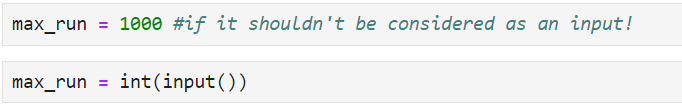 max_run = 1000 #if it shouldn't be considered as an input!
max_run = int(input())